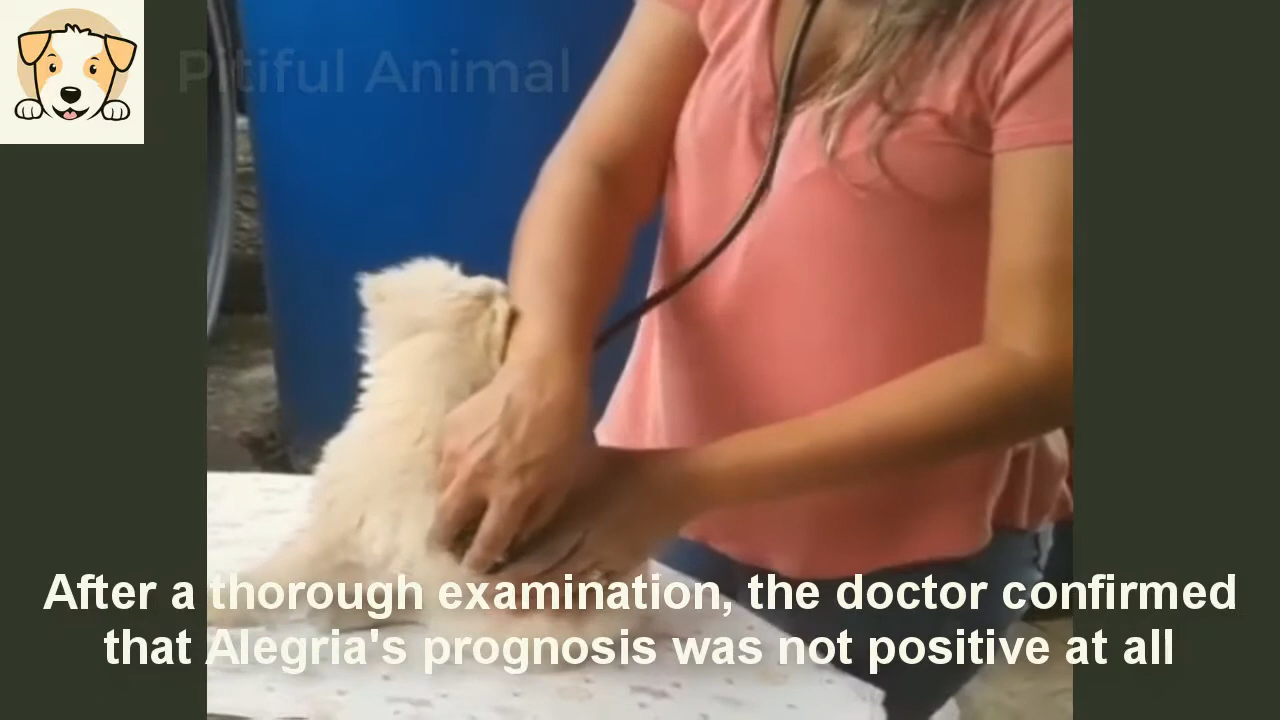 Pitiful Animal
After a thorough examination, the doctor confirmed
that Alegria's prognosis was not positive at all